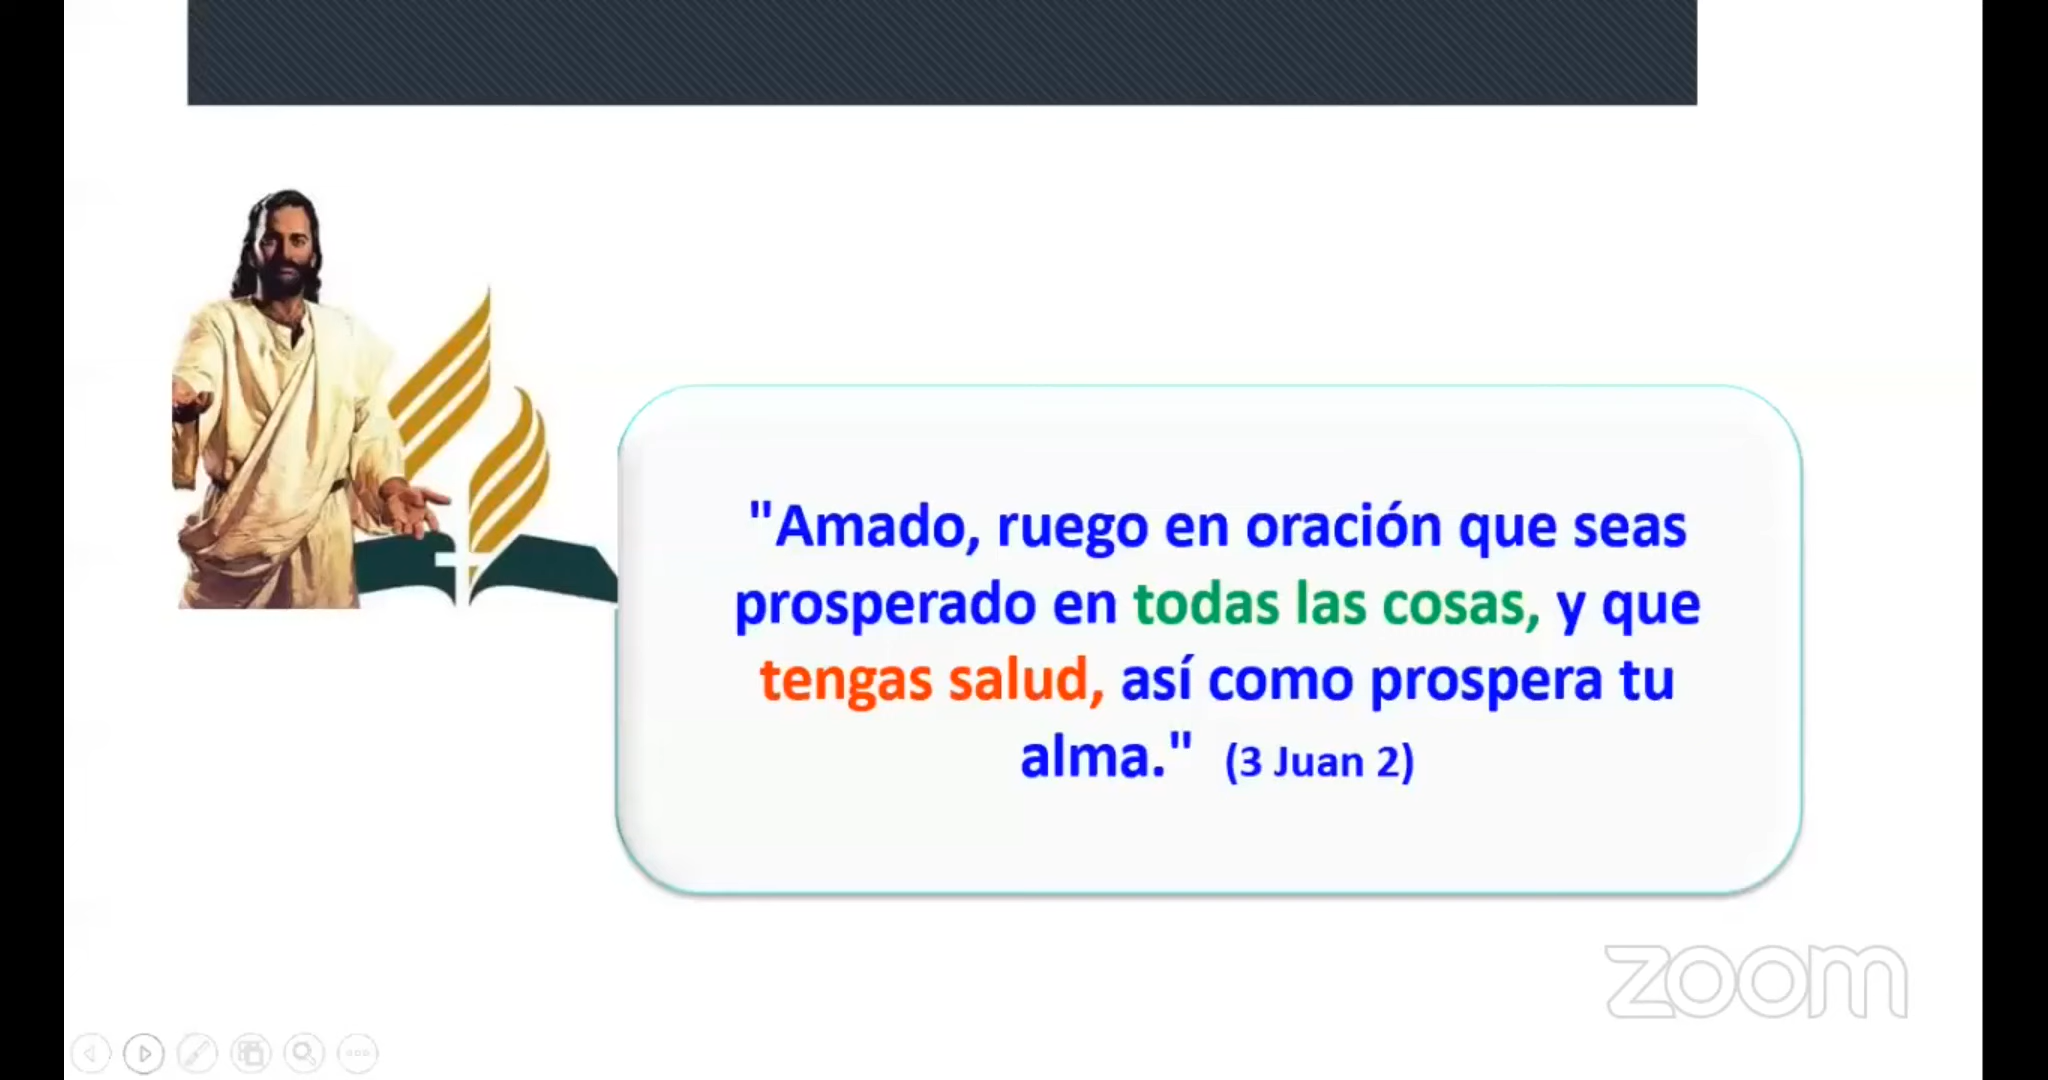 "Amado, ruego en oración que seas
prosperado en todas las cosas, y que
tengas salud, así como prospera tu
alma." (3 Juan 2)
zoom